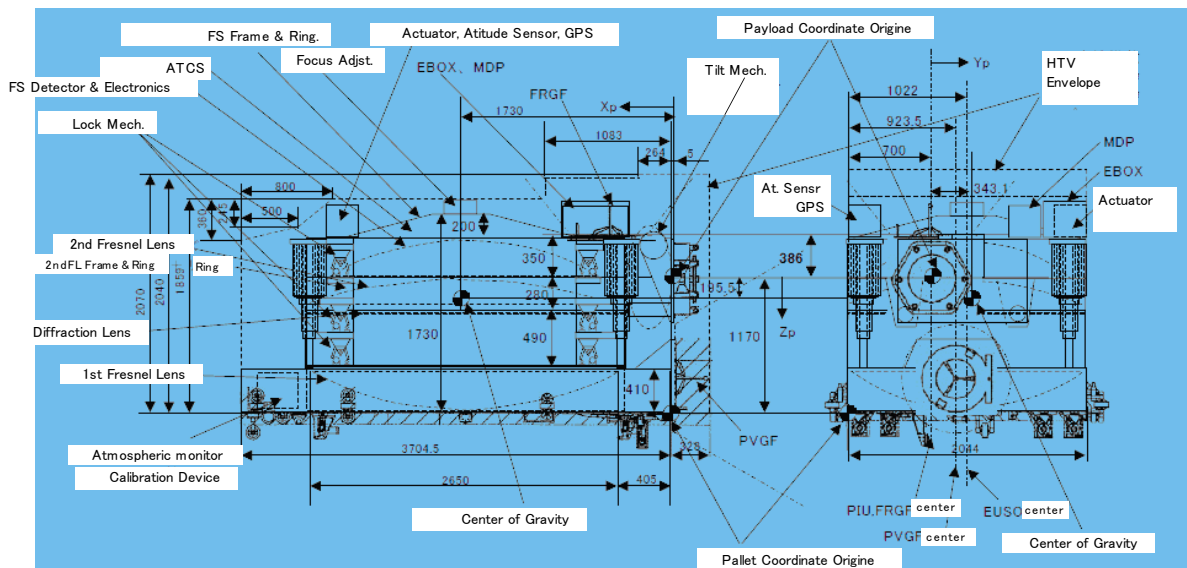 FS Frame & Ring.
Actuator, Atitude Sensor, GPS
Payload Coordinate Origine
ATCS
Focus Adjst.
EBOX、MDP
Tilt Mech.
Yp
HTV
Envelope
FS Detector & Electronics
FRGF
Xp
1022
Lock Mech.
1730
923.5
1083
MDP
264
5
700
EBOX
800
343.1
At. Sensr
GPS
Actuator
360
245
500
200
2nd Fresnel Lens
350
386
2nd FL Frame & Ring
Ring
2070
2040
1859
280
195.5
Diffraction Lens
1730
490
1170
Zp
1st Fresnel Lens
410
PVGF
Atmospheric monitor
Calibration Device
3704.5
328
2044
2650
405
PIU,FRGF center
EUSO center
Center of Gravity
PVGF center
Center of Gravity
Pallet Coordinate Origine